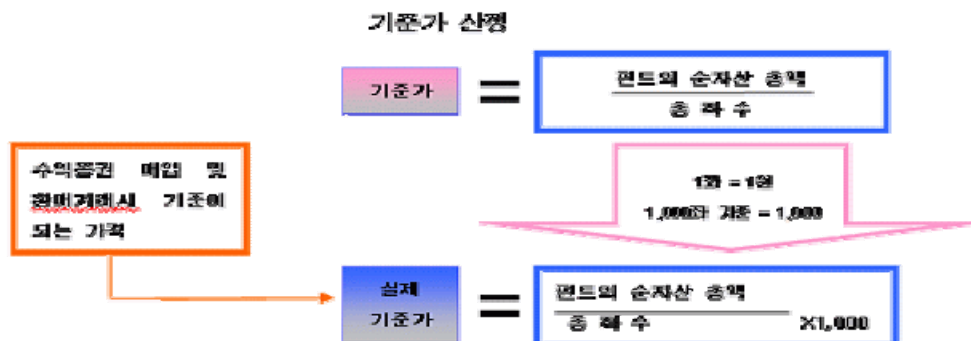 기준가 산정
기준가
=
펀드의 순자산 총액
총 좌 수
수익증권 매입 및
환매거래시 기준이
되는 가격
1좌 = 1원
1,000좌 기준 = 1,000
실제
기준가
=
펀드의 순자산 총액
총 좌 수 X1,000